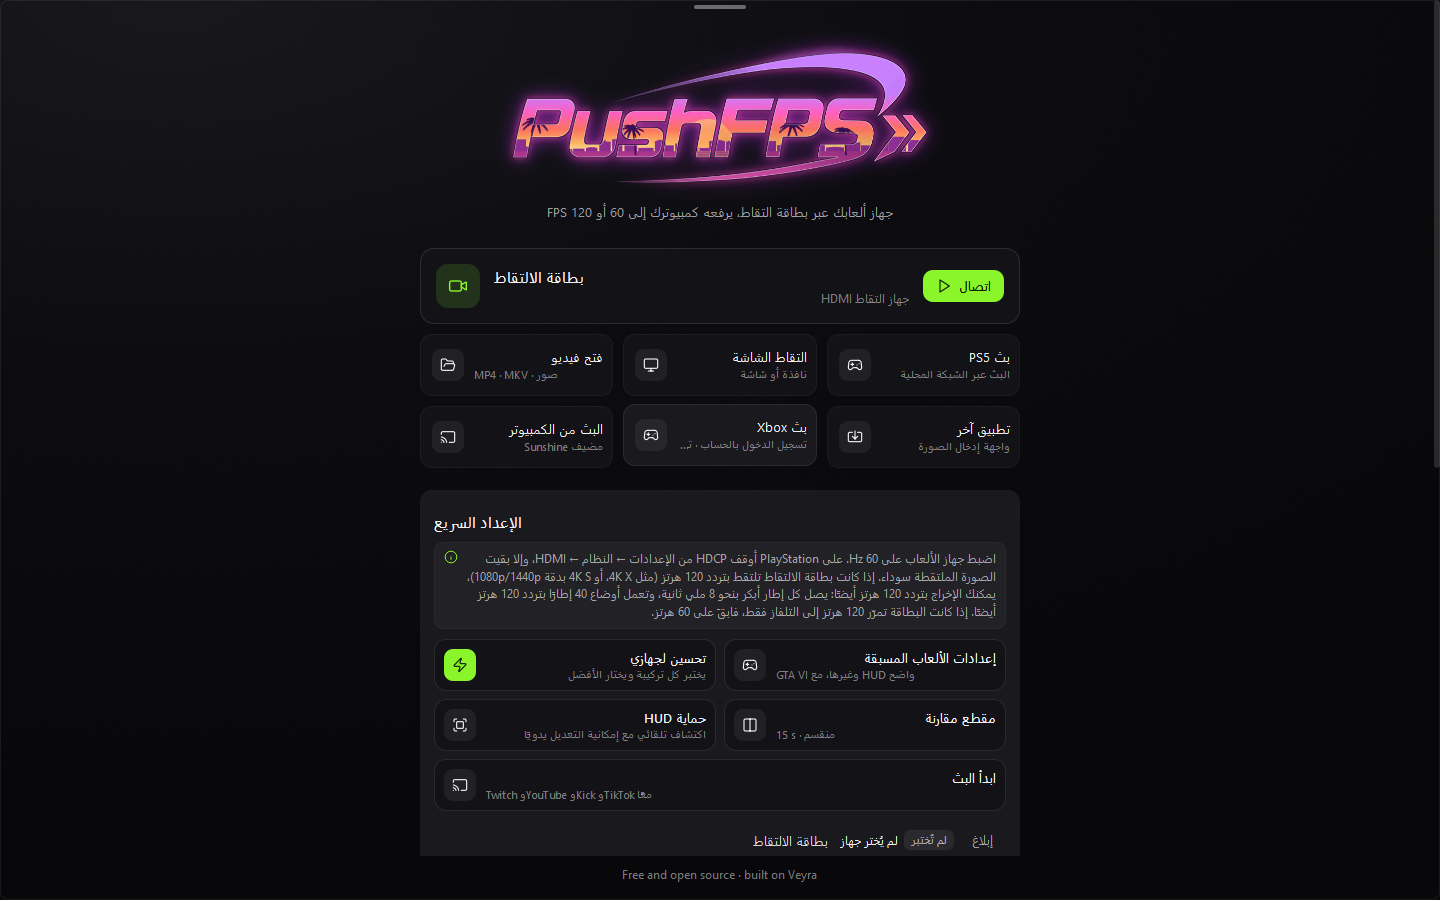 PushFPS
جهاز ألعابك عبر بطاقة التقاط، يرفعه كمبيوترك إلى 60 أو 120 FPS
بطاقة الالتقاط
جهاز التقاط HDMI
اتصال
بث PS5
البث عبر الشبكة المحلية
التقاط الشاشة
نافذة أو شاشة
فتح فيديو
صور · MP4 · MKV
تطبيق آخر
واجهة إدخال الصورة
بث Xbox
تسجيل الدخول بالحساب · تـ...
البث من الكمبيوتر
مضيف Sunshine
الإعداد السريع
اضبط جهاز الألعاب على 60 Hz. على PlayStation أوقف HDCP من الإعدادات ← النظام ← HDMI، وإلا بقيت
الصورة الملتقطة سوداء. إذا كانت بطاقة الالتقاط تلتقط بتردد 120 هرتز (مثل 4K X، أو 4K S بدقة 1080p/1440p)،
يمكنك الإخراج بتردد 120 هرتز أيضًا: يصل كل إطار أبكر بنحو 8 ملي ثانية، وتعمل أوضاع 40 إطارًا بتردد 120 هرتز
أيضًا. إذا كانت البطاقة تمرّر 120 هرتز إلى التلفاز فقط، فابقَ على 60 هرتز.
إعدادات الألعاب المسبقة
GTA VI وغيرها، مع HUD واضح
تحسين لجهازي
يختبر كل تركيبة ويختار الأفضل
مقطع مقارنة
منقسم · 15 s
حماية HUD
اكتشاف تلقائي مع إمكانية التعديل يدويًا
ابدأ البث
Twitch وYouTube وKick وTikTok معًا
بطاقة الالتقاط
لم يُختر جهاز
لم تُختبر
إبلاغ
Free and open source · built on Veyra